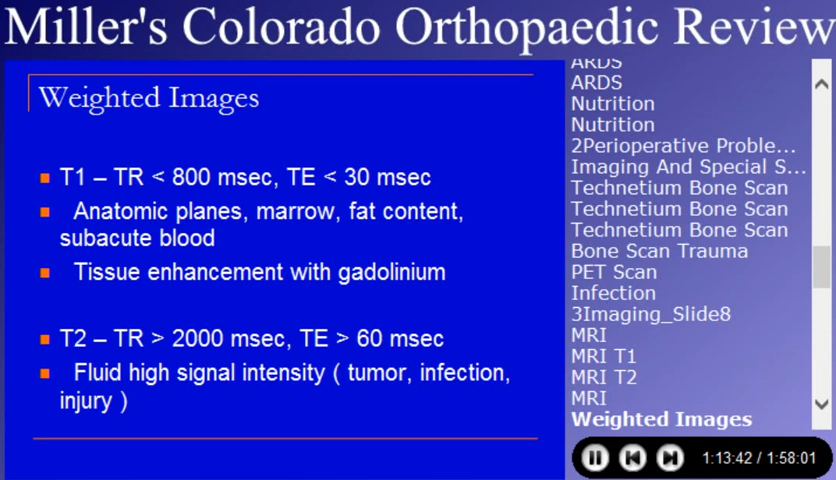 Miller's Colorado Orthopaedic Review
Weighted Images
T1 – TR < 800 msec, TE < 30 msec
Anatomic planes, marrow, fat content,
subacute blood
Tissue enhancement with gadolinium
T2 – TR > 2000 msec, TE > 60 msec
Fluid high signal intensity ( tumor, infection,
injury )
ARDS
ARDS
Nutrition
Nutrition
2Perioperative Proble...
Imaging And Special S...
Technetium Bone Scan
Technetium Bone Scan
Technetium Bone Scan
Bone Scan Trauma
PET Scan
Infection
3Imaging_Slide8
MRI
MRI T1
MRI T2
MRI
Weighted Images
1:13:42 / 1:58:01